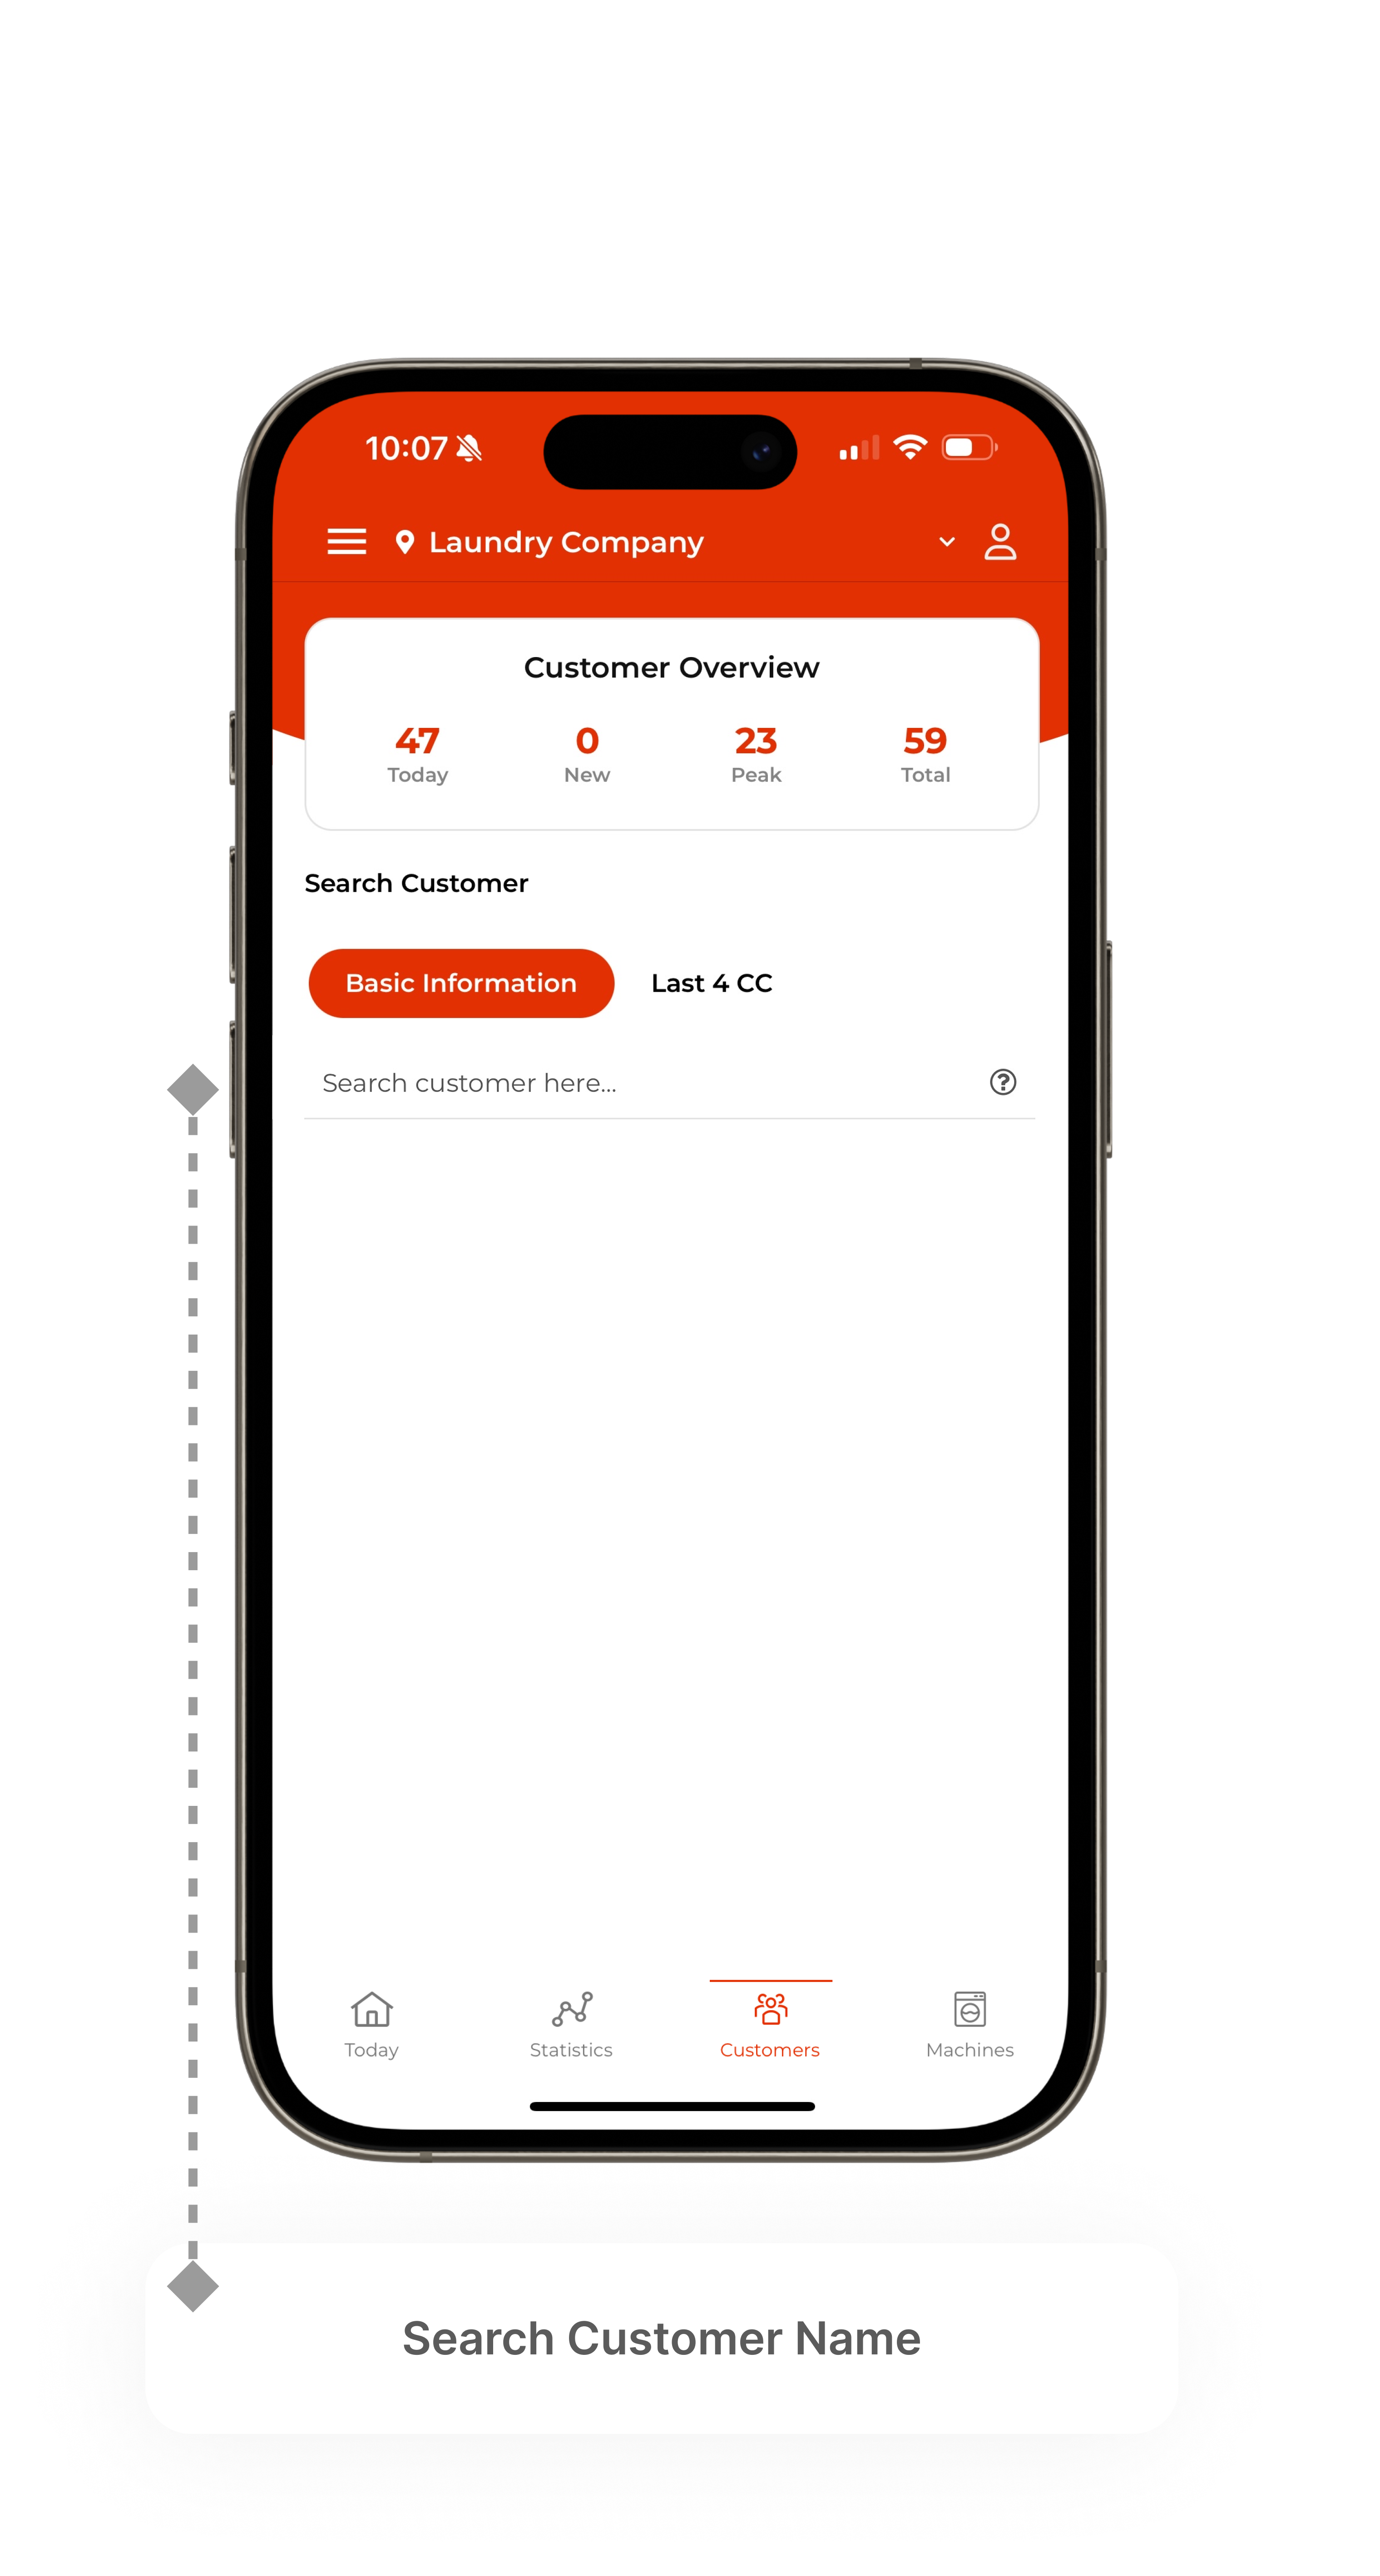 10:07
Laundry Company
Customer Overview
47 0 23 59
Today New Peak Total
Search Customer
Basic Information Last 4 CC
Search customer here...
Today Statistics Customers Machines
Search Customer Name